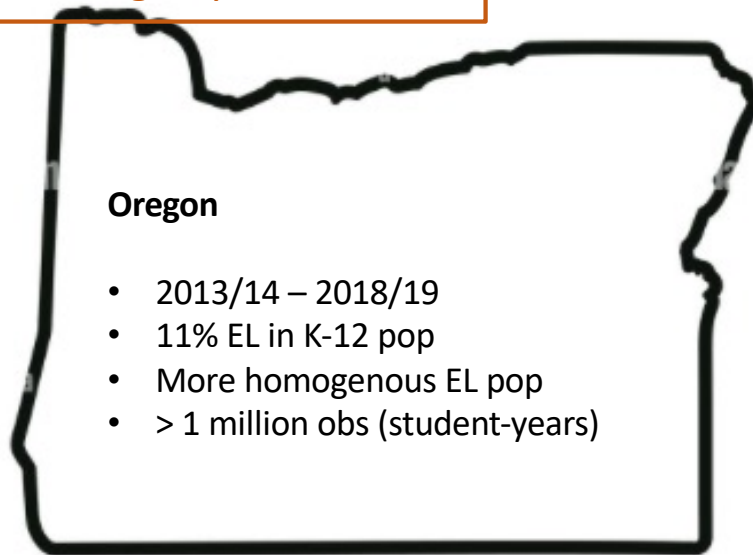 Oregon
• 2013/14 – 2018/19
• 11% EL in K-12 pop
• More homogenous EL pop
• > 1 million obs (student-years)